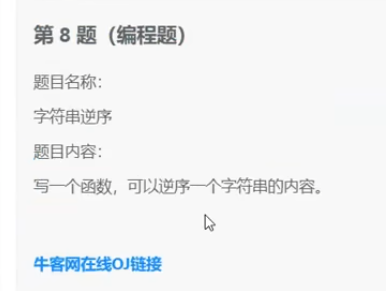 第 8 题（编程题）
题目名称：
字符串逆序
题目内容：
写一个函数，可以逆序一个字符串的内容。
牛客网在线OJ链接